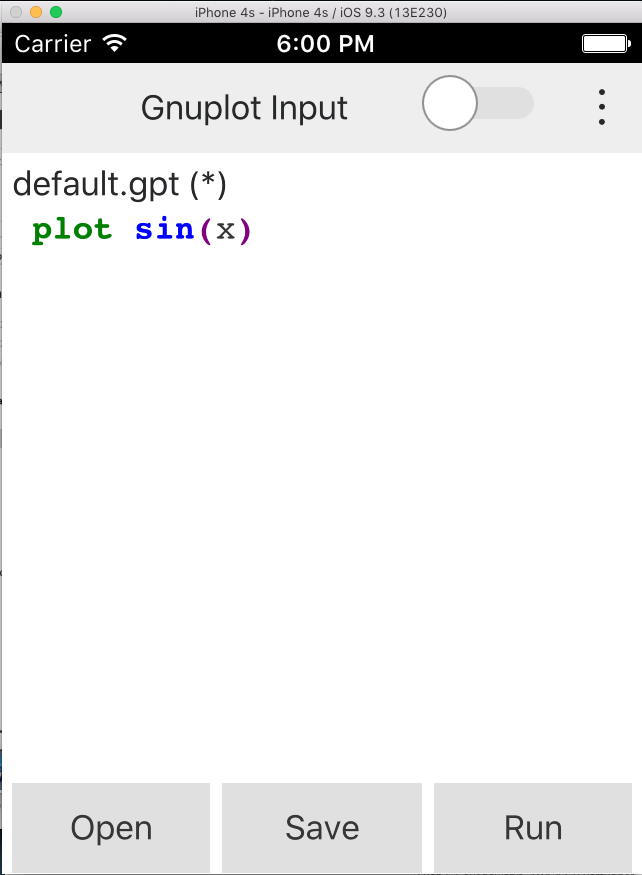 iPhone 4s - iPhone 4s / iOS 9.3 (13E230)
Carrier 6:00 PM
Gnuplot Input
default.gpt (*)
plot sin(x)
Open Save Run